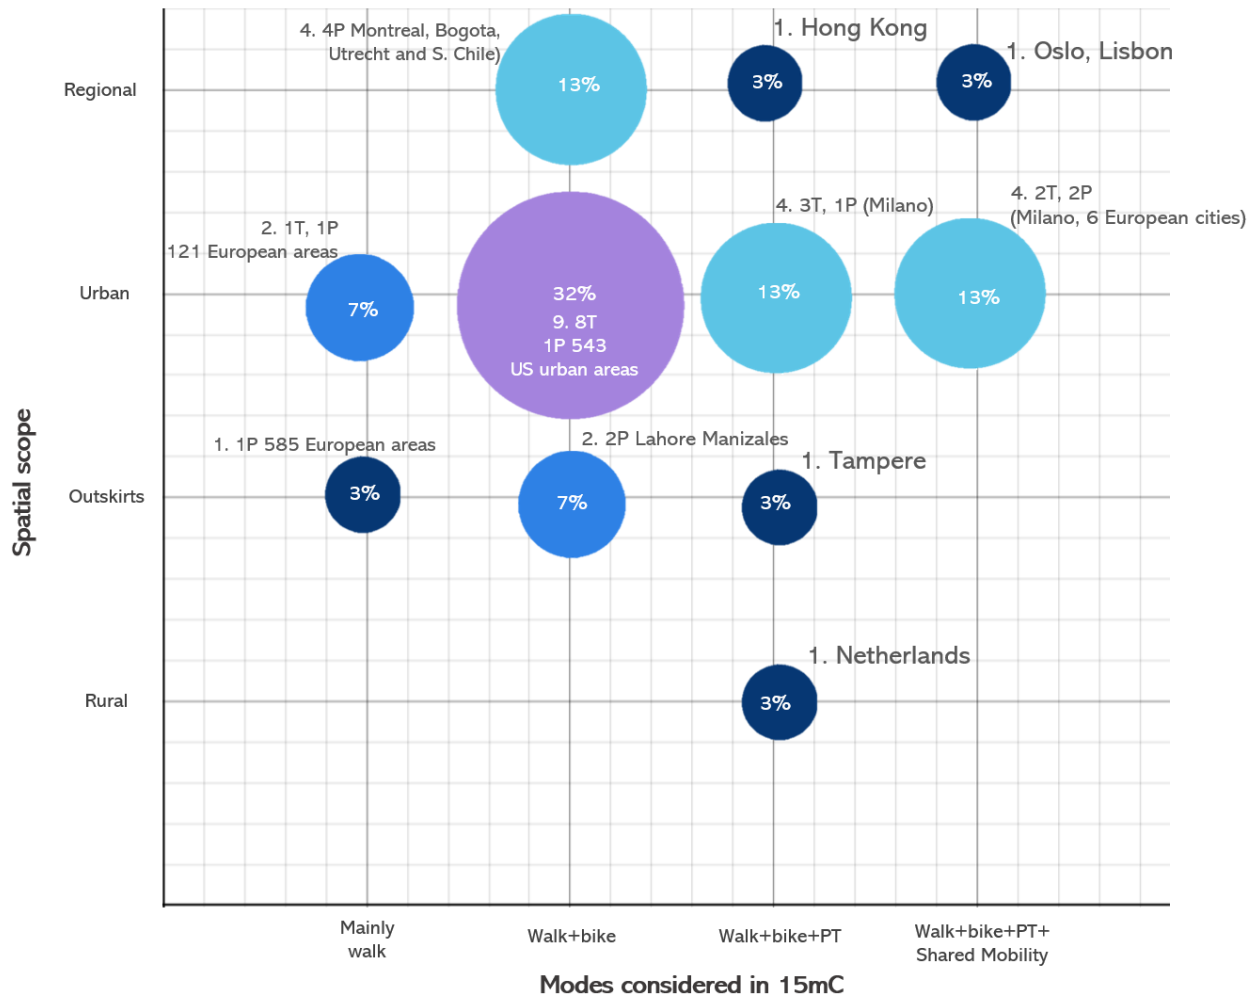 4. 4P Montreal, Bogota,
Utrecht and S. Chile)
1. Hong Kong
1. Oslo, Lisbon
Regional
13%
3%
3%
2. 1T, 1P
121 European areas
4. 3T, 1P (Milano)
4. 2T, 2P
(Milano, 6 European cities)
Urban
7%
32%
9. 8T
1P 543
US urban areas
13%
13%
1. 1P 585 European areas
2. 2P Lahore Manizales
1. Tampere
Outskirts
3%
7%
3%
1. Netherlands
Rural
3%
Spatial scope
Mainly
walk
Walk+bike
Walk+bike+PT
Walk+bike+PT+
Shared Mobility
Modes considered in 15mC